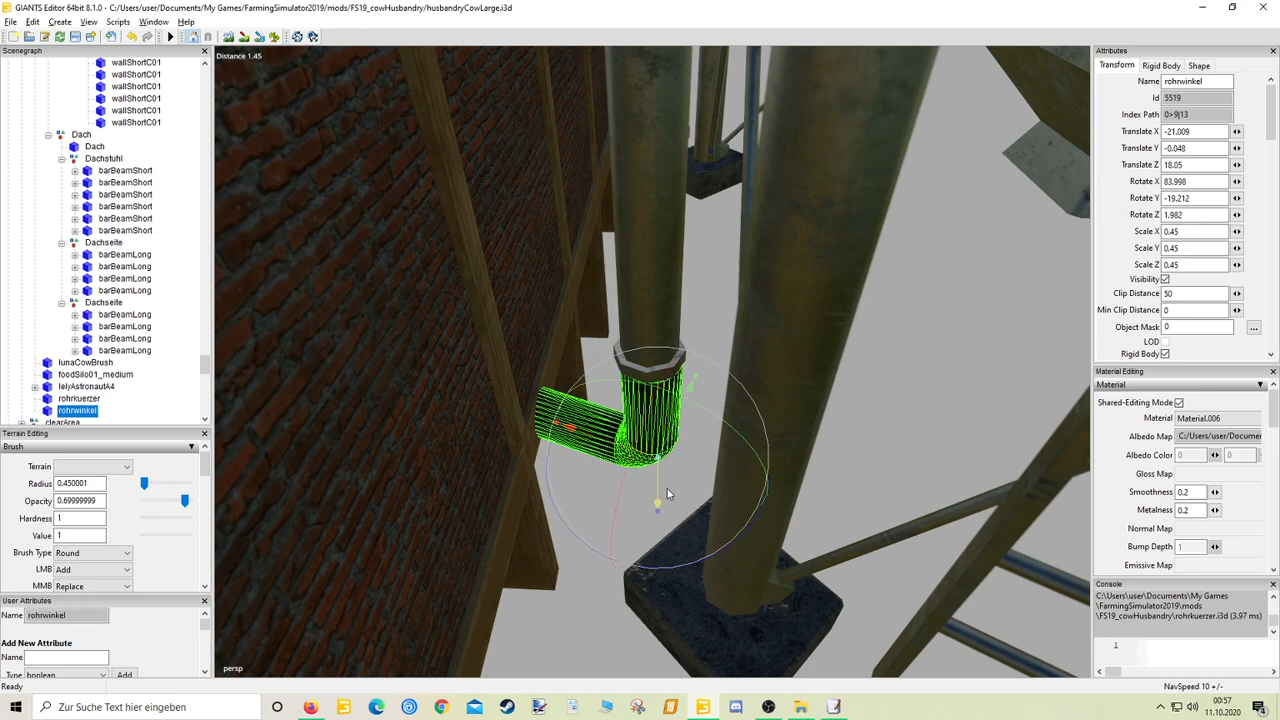 GIANTS Editor 64bit 8.1.0 - C:/Users/user/Documents/My Games/FarmingSimulator2019/mods/FS19_cowHusbandry/husbandryCowLarge.i3d
File Edit Create View Scripts Window Help
Scenegraph
wallShortC01
wallShortC01
wallShortC01
wallShortC01
wallShortC01
wallShortC01
Dach
Dach
Dachstuhl
barBeamShort
barBeamShort
barBeamShort
barBeamShort
barBeamShort
barBeamShort
Dachseite
barBeamLong
barBeamLong
barBeamLong
barBeamLong
Dachseite
barBeamLong
barBeamLong
barBeamLong
barBeamLong
lunaCowBrush
foodSilo01_medium
lelyAstronautA4
rohrkuerzer
rohrwinkel
clearArea
Terrain Editing
Brush
Terrain
Radius 0.450001
Opacity 0.69999999
Hardness 1
Value 1
Brush Type Round
LMB Add
MMB Replace
User Attributes
Name rohrwinkel
Add New Attribute
Name
Type boolean Add
Ready
Distance 1.45
persp
Attributes
Transform Rigid Body Shape
Name rohrwinkel
Id 5519
Index Path 0>9|13
Translate X -21.009
Translate Y -0.048
Translate Z 18.05
Rotate X 83.998
Rotate Y -19.212
Rotate Z 1.982
Scale X 0.45
Scale Y 0.45
Scale Z 0.45
Visibility
Clip Distance 50
Min Clip Distance 0
Object Mask 0 ...
LOD
Rigid Body
Material Editing
Material
Shared-Editing Mode
Material Material.006
Albedo Map C:/Users/user/Docume
Albedo Color 0 0
Gloss Map
Smoothness 0.2
Metalness 0.2
Normal Map
Bump Depth 1
Emissive Map
Console
C:\Users\user\Documents\My Games
\FarmingSimulator2019\mods
\FS19_cowHusbandry\rohrkuerzer.i3d (3.97 ms)
1
NavSpeed 10 +/-
Zur Suche Text hier eingeben
00:57
11.10.2020
4